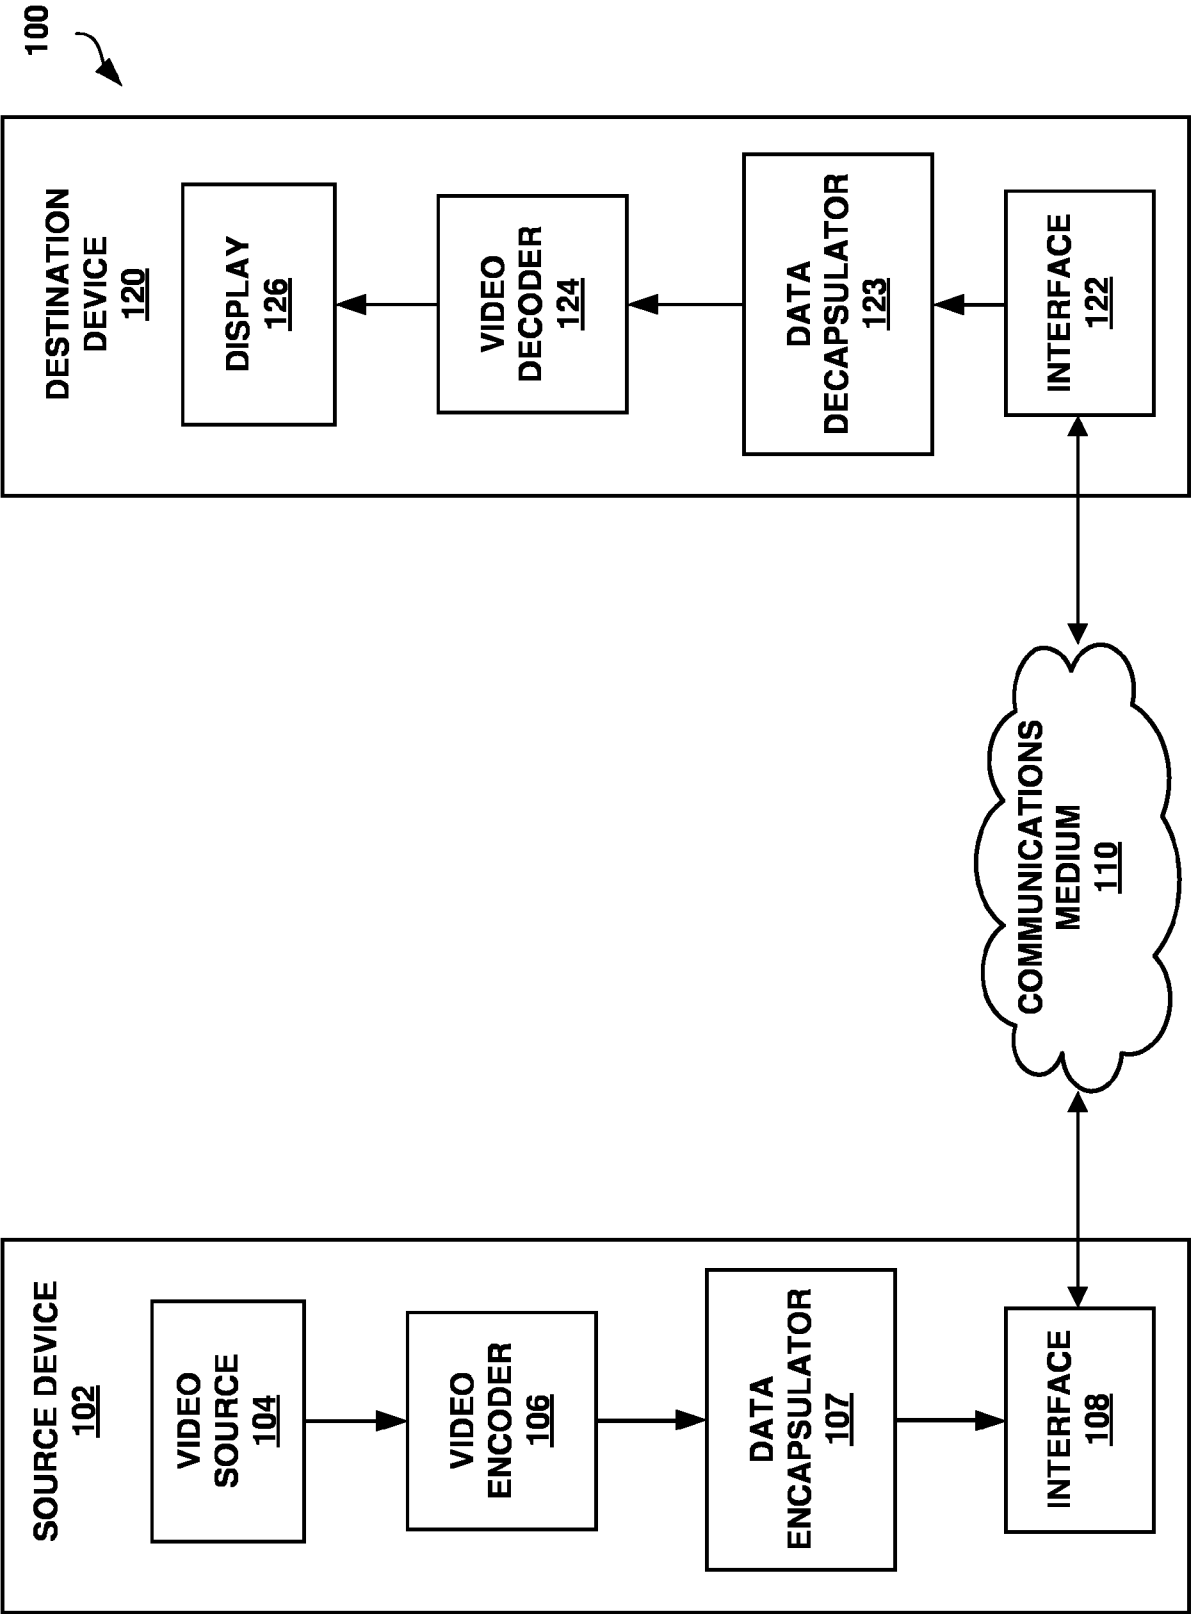 100
SOURCE DEVICE
102
VIDEO
SOURCE
104
VIDEO
ENCODER
106
DATA
ENCAPSULATOR
107
INTERFACE
108
COMMUNICATIONS
MEDIUM
110
DESTINATION
DEVICE
120
DISPLAY
126
VIDEO
DECODER
124
DATA
DECAPSULATOR
123
INTERFACE
122